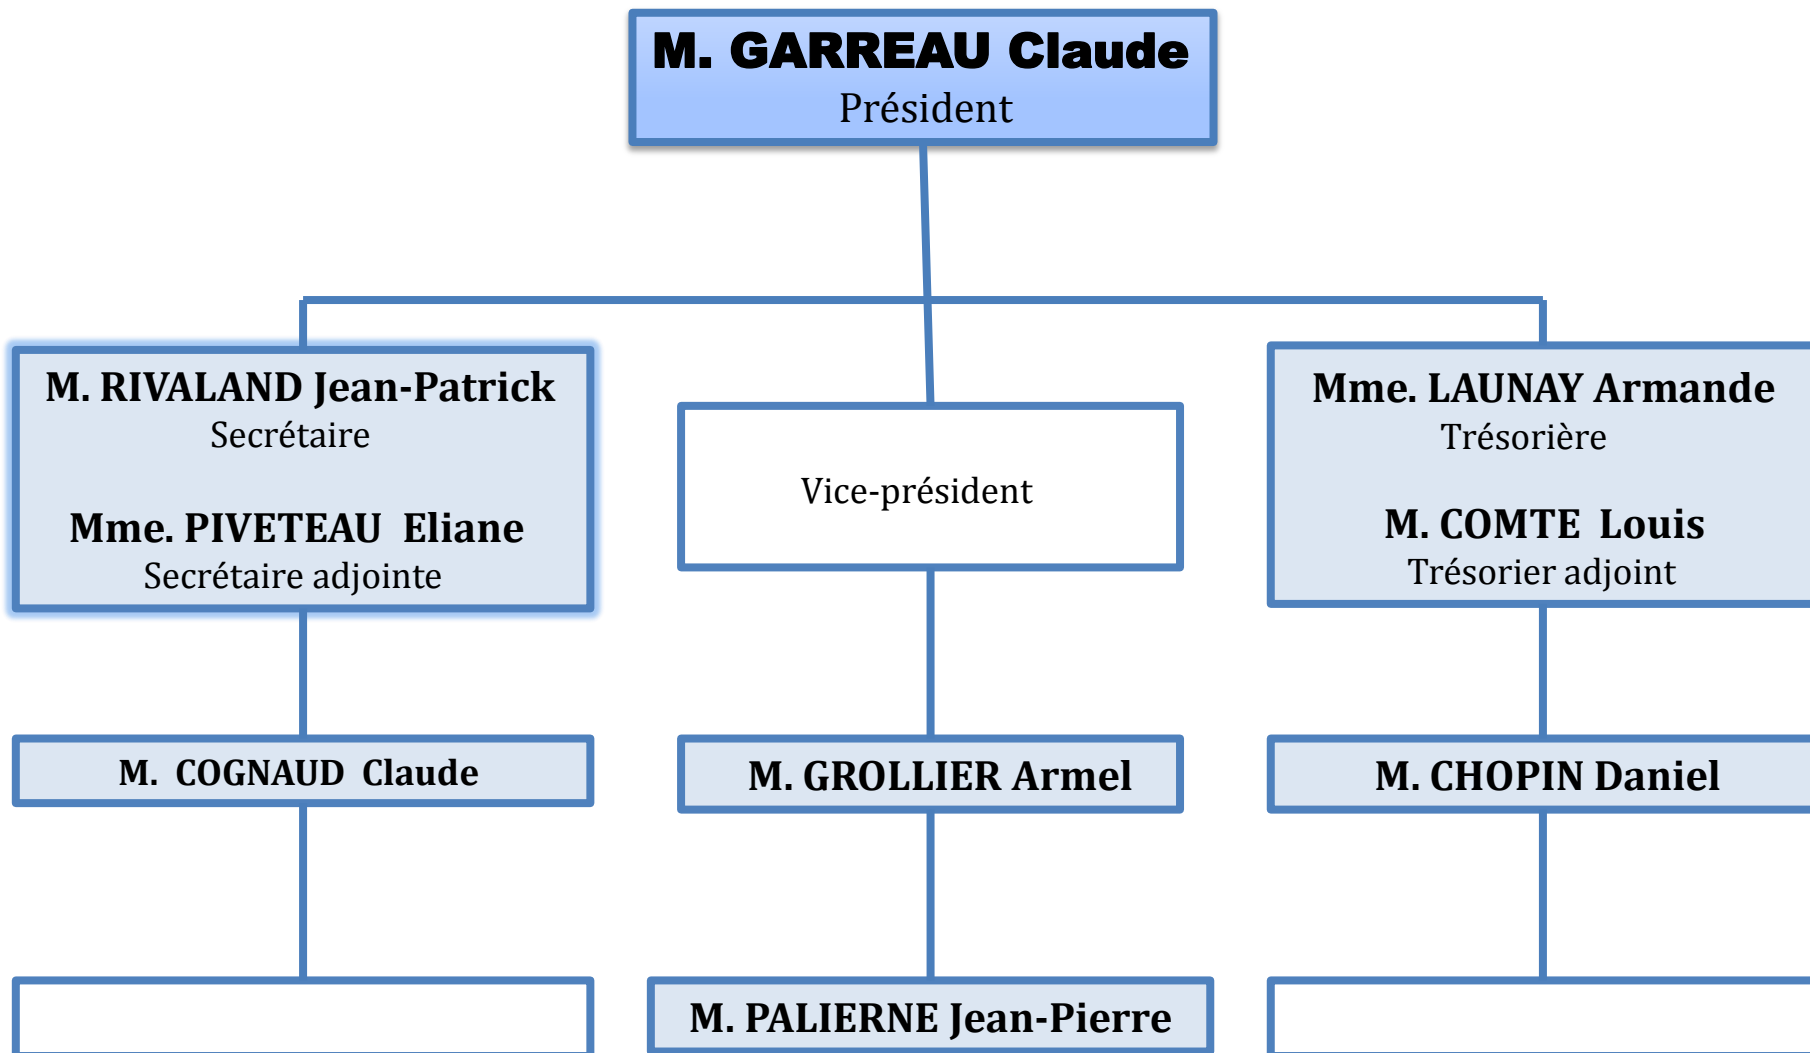 M. GARREAU Claude
Président
M. RIVALAND Jean-Patrick
Secrétaire
Mme. PIVETEAU Eliane
Secrétaire adjointe
Vice-président
Mme. LAUNAY Armande
Trésorière
M. COMTE Louis
Trésorier adjoint
M. COGNAUD Claude
M. GROLLIER Armel
M. CHOPIN Daniel
M. PALIERNE Jean-Pierre